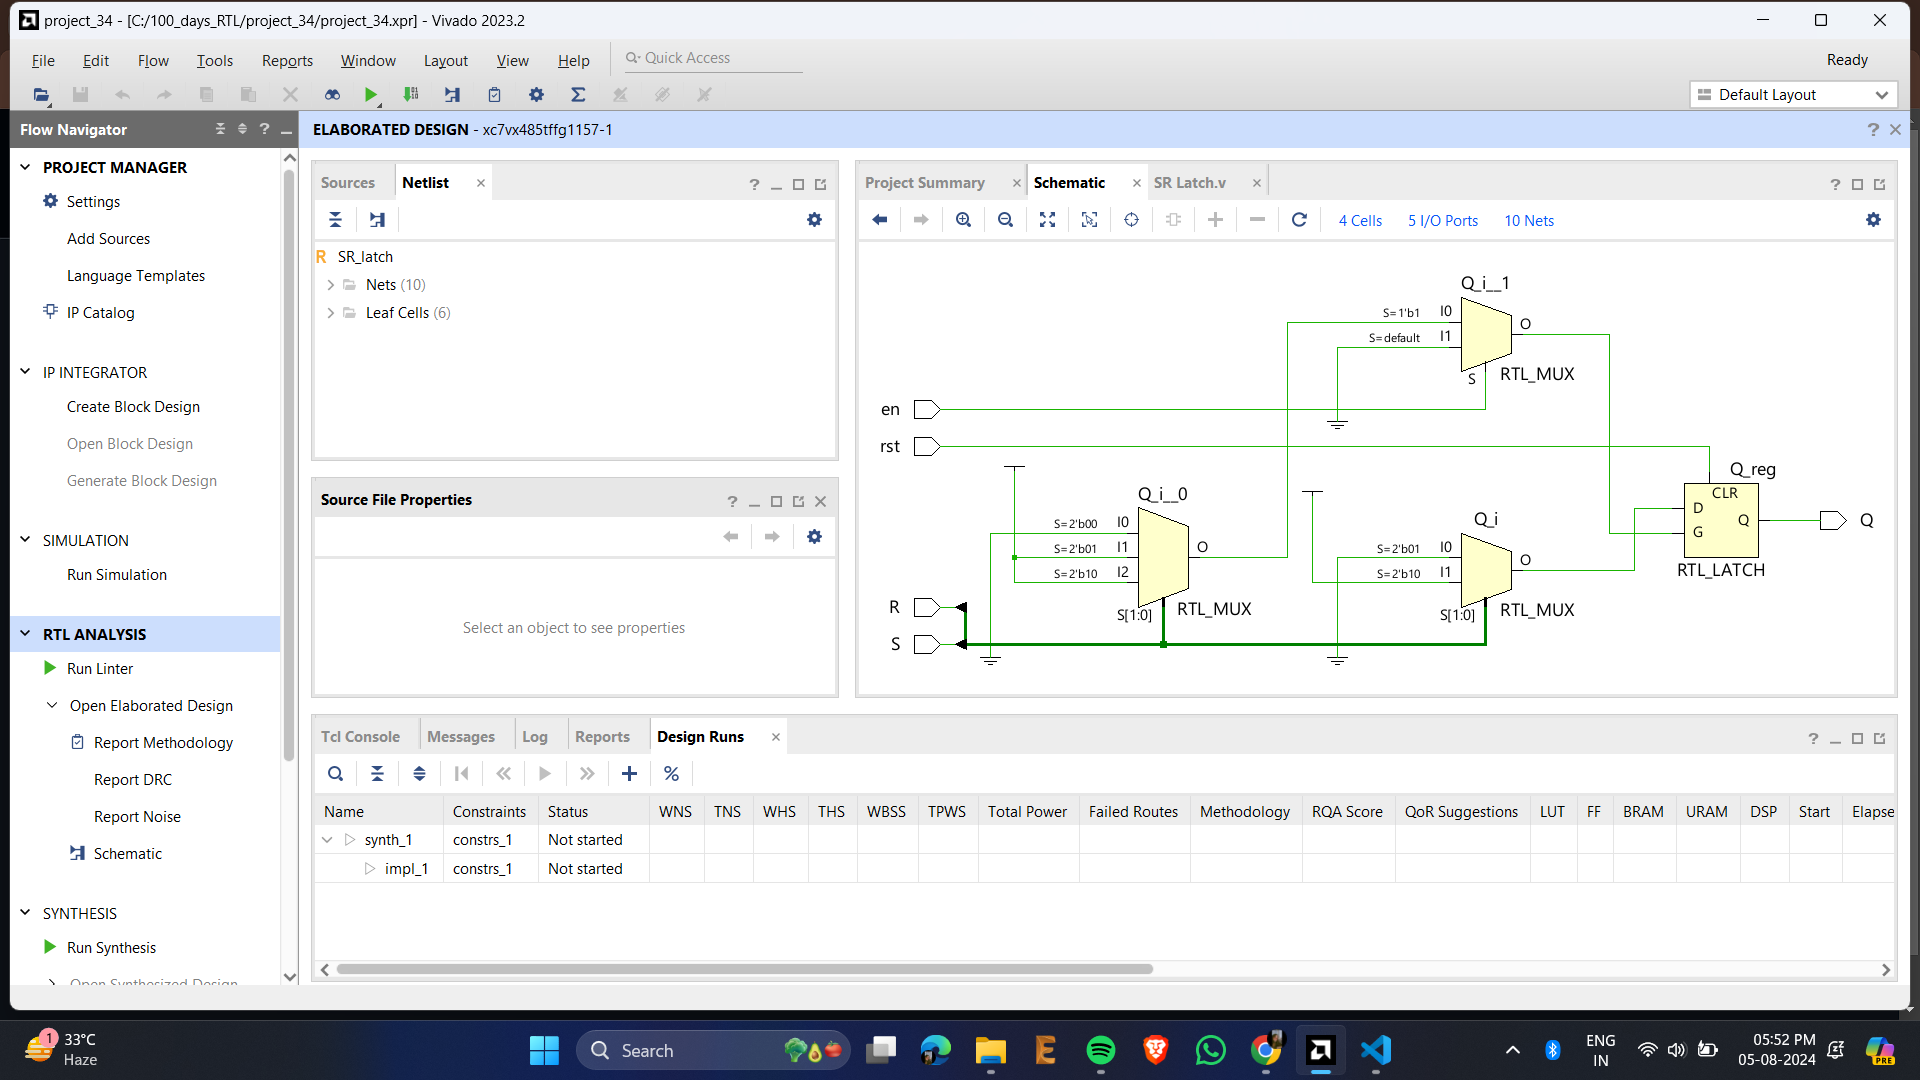 project_34 - [C:/100_days_RTL/project_34/project_34.xpr] - Vivado 2023.2
File Edit Flow Tools Reports Window Layout View Help Quick Access
Ready
Default Layout
Flow Navigator
ELABORATED DESIGN - xc7vx485tffg1157-1
PROJECT MANAGER
Settings
Add Sources
Language Templates
IP Catalog
IP INTEGRATOR
Create Block Design
Open Block Design
Generate Block Design
SIMULATION
Run Simulation
RTL ANALYSIS
Run Linter
Open Elaborated Design
Report Methodology
Report DRC
Report Noise
Schematic
SYNTHESIS
Run Synthesis
Open Synthesized Design
Sources Netlist
R SR_latch
Nets (10)
Leaf Cells (6)
Source File Properties
Select an object to see properties
Project Summary Schematic SR Latch.v
4 Cells 5 I/O Ports 10 Nets
Q_i__1
S=1'b1 I0
S=default I1
O
S
RTL_MUX
en
rst
Q_i__0
S=2'b00 I0
S=2'b01 I1
S=2'b10 I2
O
S[1:0]
RTL_MUX
R
S
Q_i
S=2'b01 I0
S=2'b10 I1
O
S[1:0]
RTL_MUX
Q_reg
CLR
D
Q
G
RTL_LATCH
Q
Tcl Console Messages Log Reports Design Runs
Name Constraints Status WNS TNS WHS THS WBSS TPWS Total Power Failed Routes Methodology RQA Score QoR Suggestions LUT FF BRAM URAM DSP Start Elapse
synth_1 constrs_1 Not started
impl_1 constrs_1 Not started
1
33°C
Haze
Search
ENG
IN
05:52 PM
05-08-2024
PRE